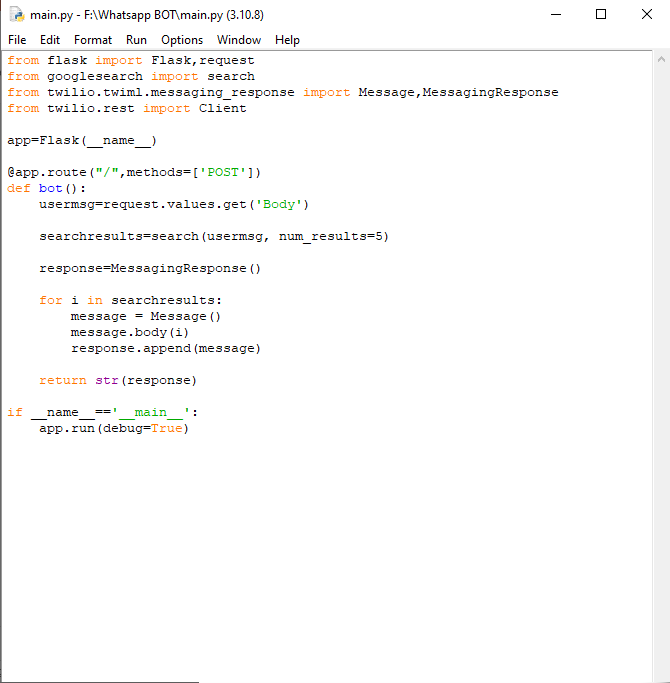 main.py - F:\Whatsapp BOT\main.py (3.10.8)
File Edit Format Run Options Window Help
from flask import Flask,request
from googlesearch import search
from twilio.twiml.messaging_response import Message,MessagingResponse
from twilio.rest import Client
app=Flask(__name__)
@app.route("/",methods=['POST'])
def bot():
    usermsg=request.values.get('Body')
    searchresults=search(usermsg, num_results=5)
    response=MessagingResponse()
    for i in searchresults:
        message = Message()
        message.body(i)
        response.append(message)
    return str(response)
if __name__=='__main__':
    app.run(debug=True)